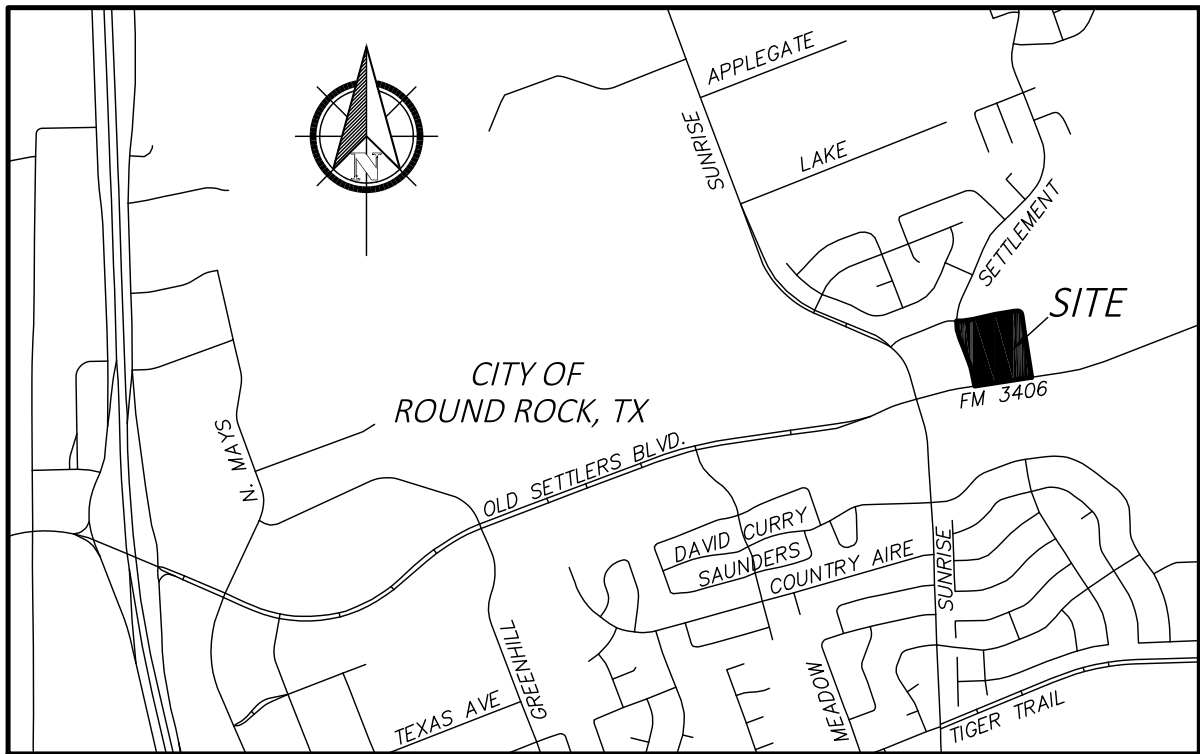 APPLEGATE
SUNRISE
LAKE
N
SETTLEMENT
SITE
CITY OF
ROUND ROCK, TX
FM 3406
N. MAYS
OLD SETTLERS BLVD.
DAVID CURRY
SAUNDERS
COUNTRY AIRE
SUNRISE
GREENHILL
MEADOW
TEXAS AVE
TIGER TRAIL